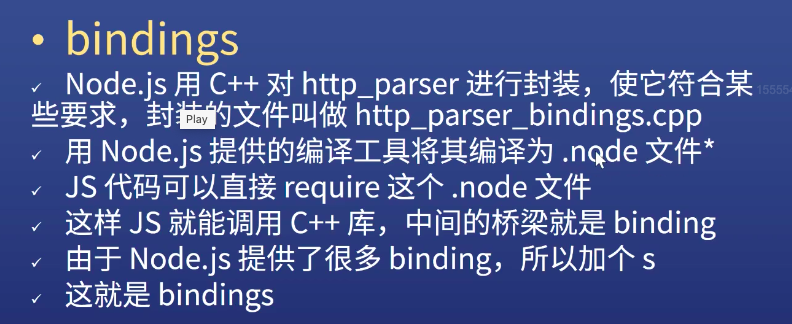 • bindings
✓ Node.js 用 C++ 对 http_parser 进行封装，使它符合某
15555
些要求，封装的文件叫做 http_parser_bindings.cpp
Play
✓ 用 Node.js 提供的编译工具将其编译为 .node 文件*
✓ JS 代码可以直接 require 这个 .node 文件
✓ 这样 JS 就能调用 C++ 库，中间的桥梁就是 binding
✓ 由于 Node.js 提供了很多 binding，所以加个 s
✓ 这就是 bindings